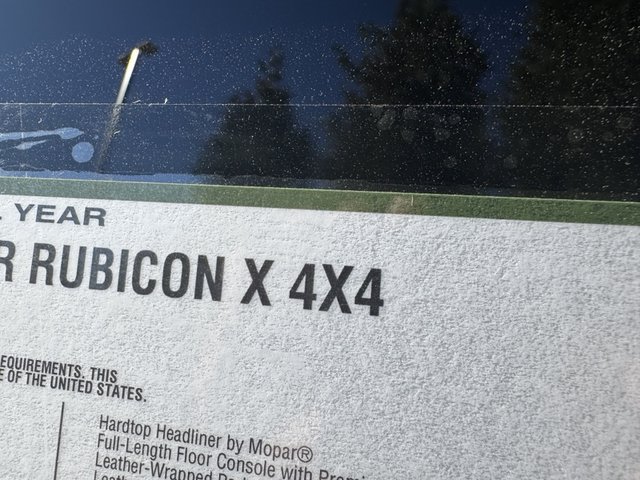 YEAR
R RUBICON X 4X4
EQUIREMENTS. THIS
E OF THE UNITED STATES.
Hardtop Headliner by Mopar®
Full-Length Floor Console with Premi
Leather-Wrapped